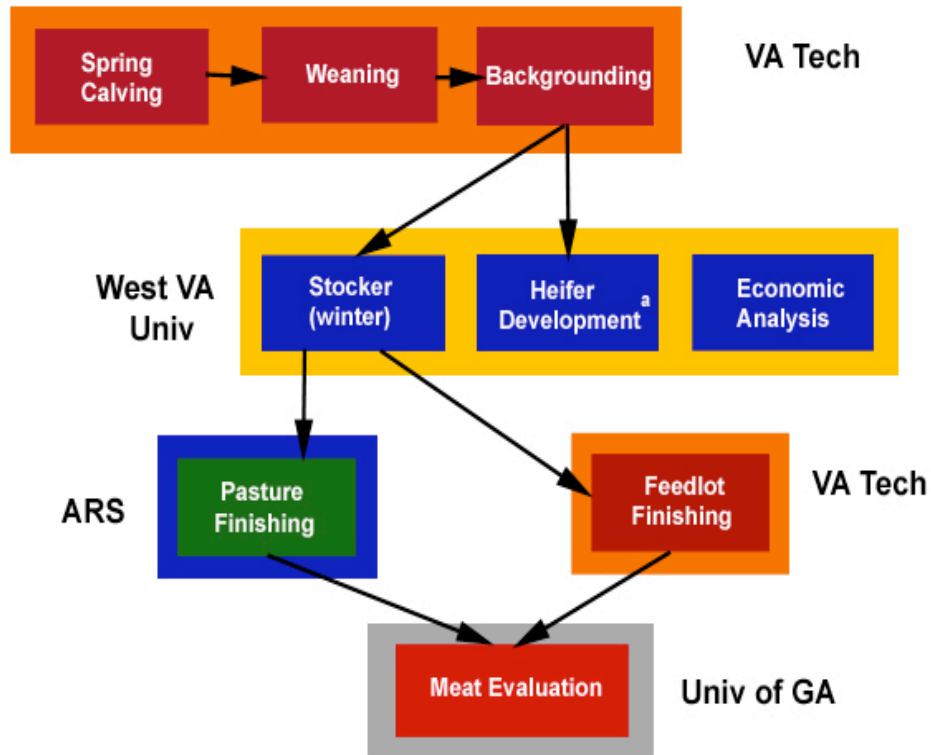 Spring
Calving
Weaning
Backgrounding
VA Tech
West VA
Univ
Stocker
(winter)
Heifer
Development a
Economic
Analysis
ARS
Pasture
Finishing
Feedlot
Finishing
VA Tech
Meat Evaluation
Univ of GA